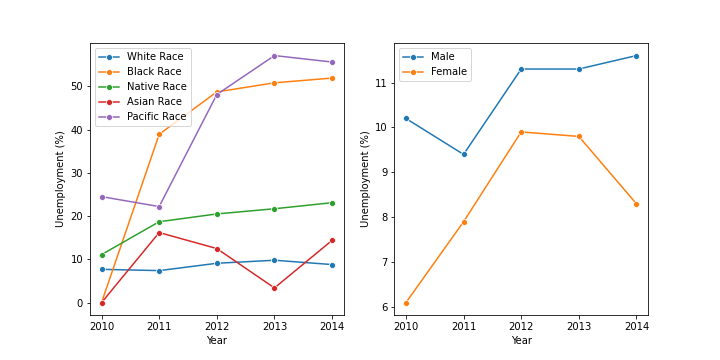 White Race
Black Race
Native Race
Asian Race
Pacific Race
Unemployment (%)
50
40
30
20
10
0
2010 2011 2012 2013 2014
Year
Male
Female
Unemployment (%)
11
10
9
8
7
6
2010 2011 2012 2013 2014
Year